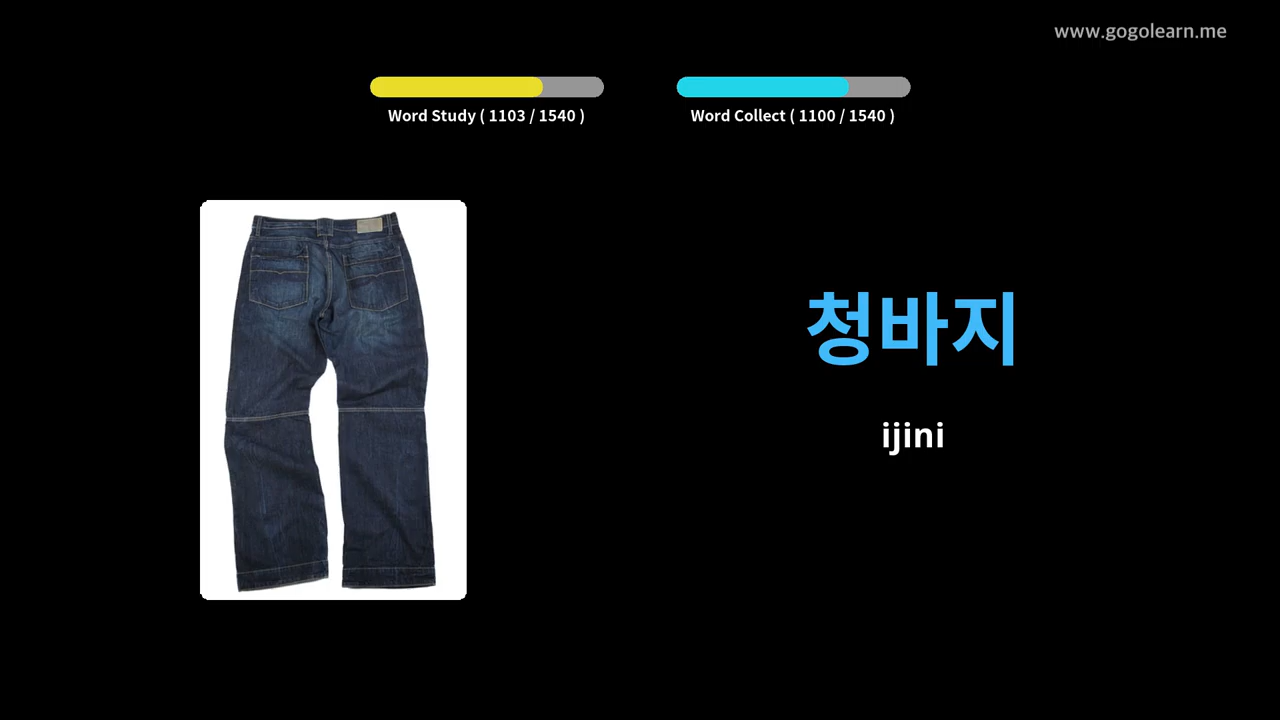 www.gogolearn.me
Word Study ( 1103 / 1540 )
Word Collect ( 1100 / 1540 )
청바지
ijini